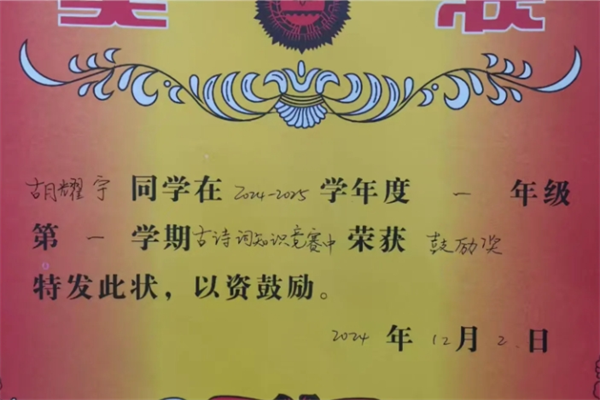 奖状
胡耀宇 同学在 2024-2025 学年度 一 年级
第 一 学期 古诗词知识竞赛中 荣获 鼓励奖
特发此状，以资鼓励。
2024 年 12 月 2. 日